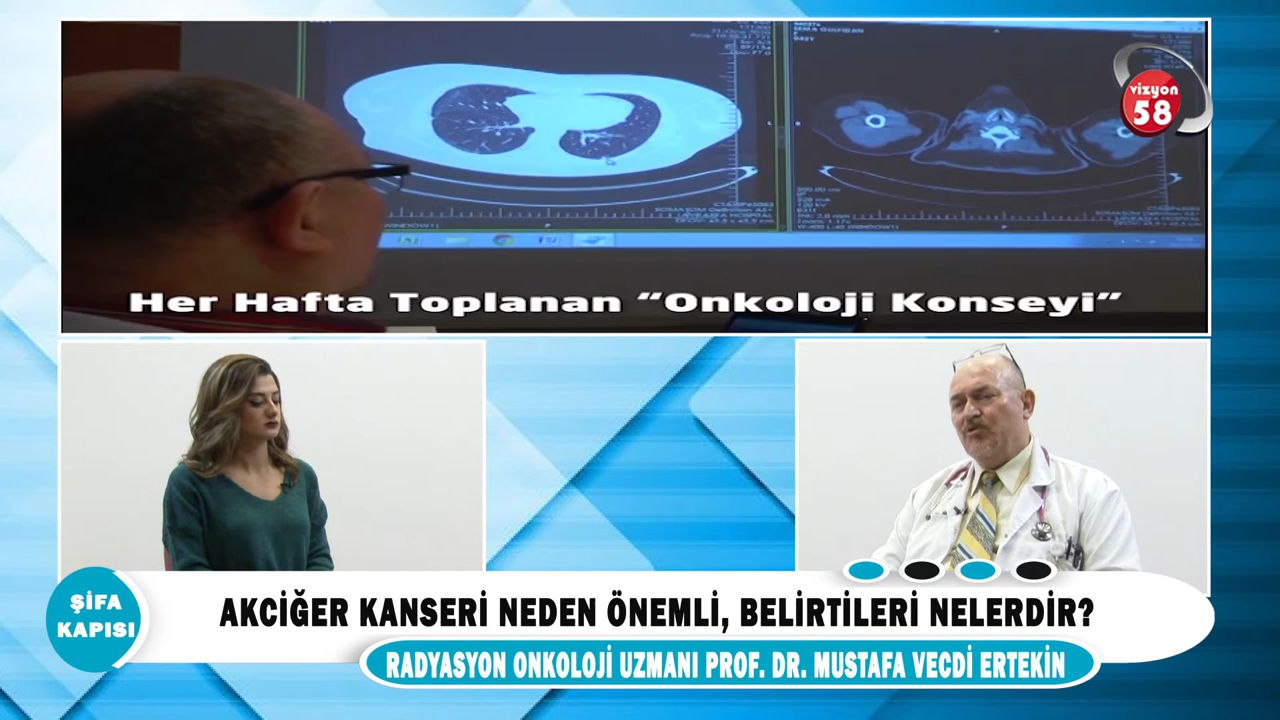 vizyon
58
Her Hafta Toplanan “Onkoloji Konseyi”
ŞİFA
KAPISI
AKCİĞER KANSERİ NEDEN ÖNEMLİ, BELİRTİLERİ NELERDİR?
RADYASYON ONKOLOJİ UZMANI PROF. DR. MUSTAFA VECDİ ERTEKİN